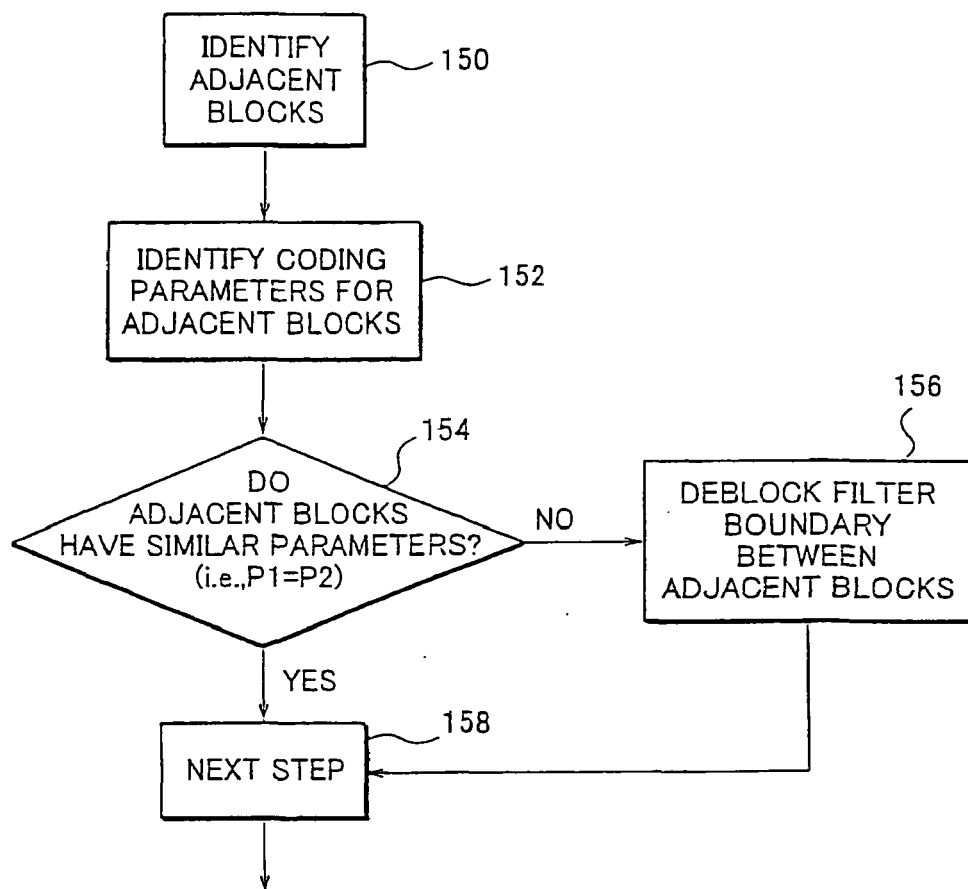 IDENTIFY
ADJACENT
BLOCKS
150
IDENTIFY CODING
PARAMETERS FOR
ADJACENT BLOCKS
152
154
DO
ADJACENT BLOCKS
HAVE SIMILAR PARAMETERS?
(i.e.,P1=P2)
NO
156
DEBLOCK FILTER
BOUNDARY
BETWEEN
ADJACENT BLOCKS
YES
158
NEXT STEP